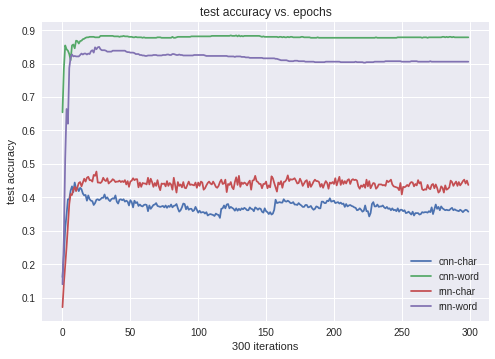 test accuracy vs. epochs
test accuracy
0.9
0.8
0.7
0.6
0.5
0.4
0.3
0.2
0.1
0
50
100
150
200
250
300
300 iterations
cnn-char
cnn-word
rnn-char
rnn-word